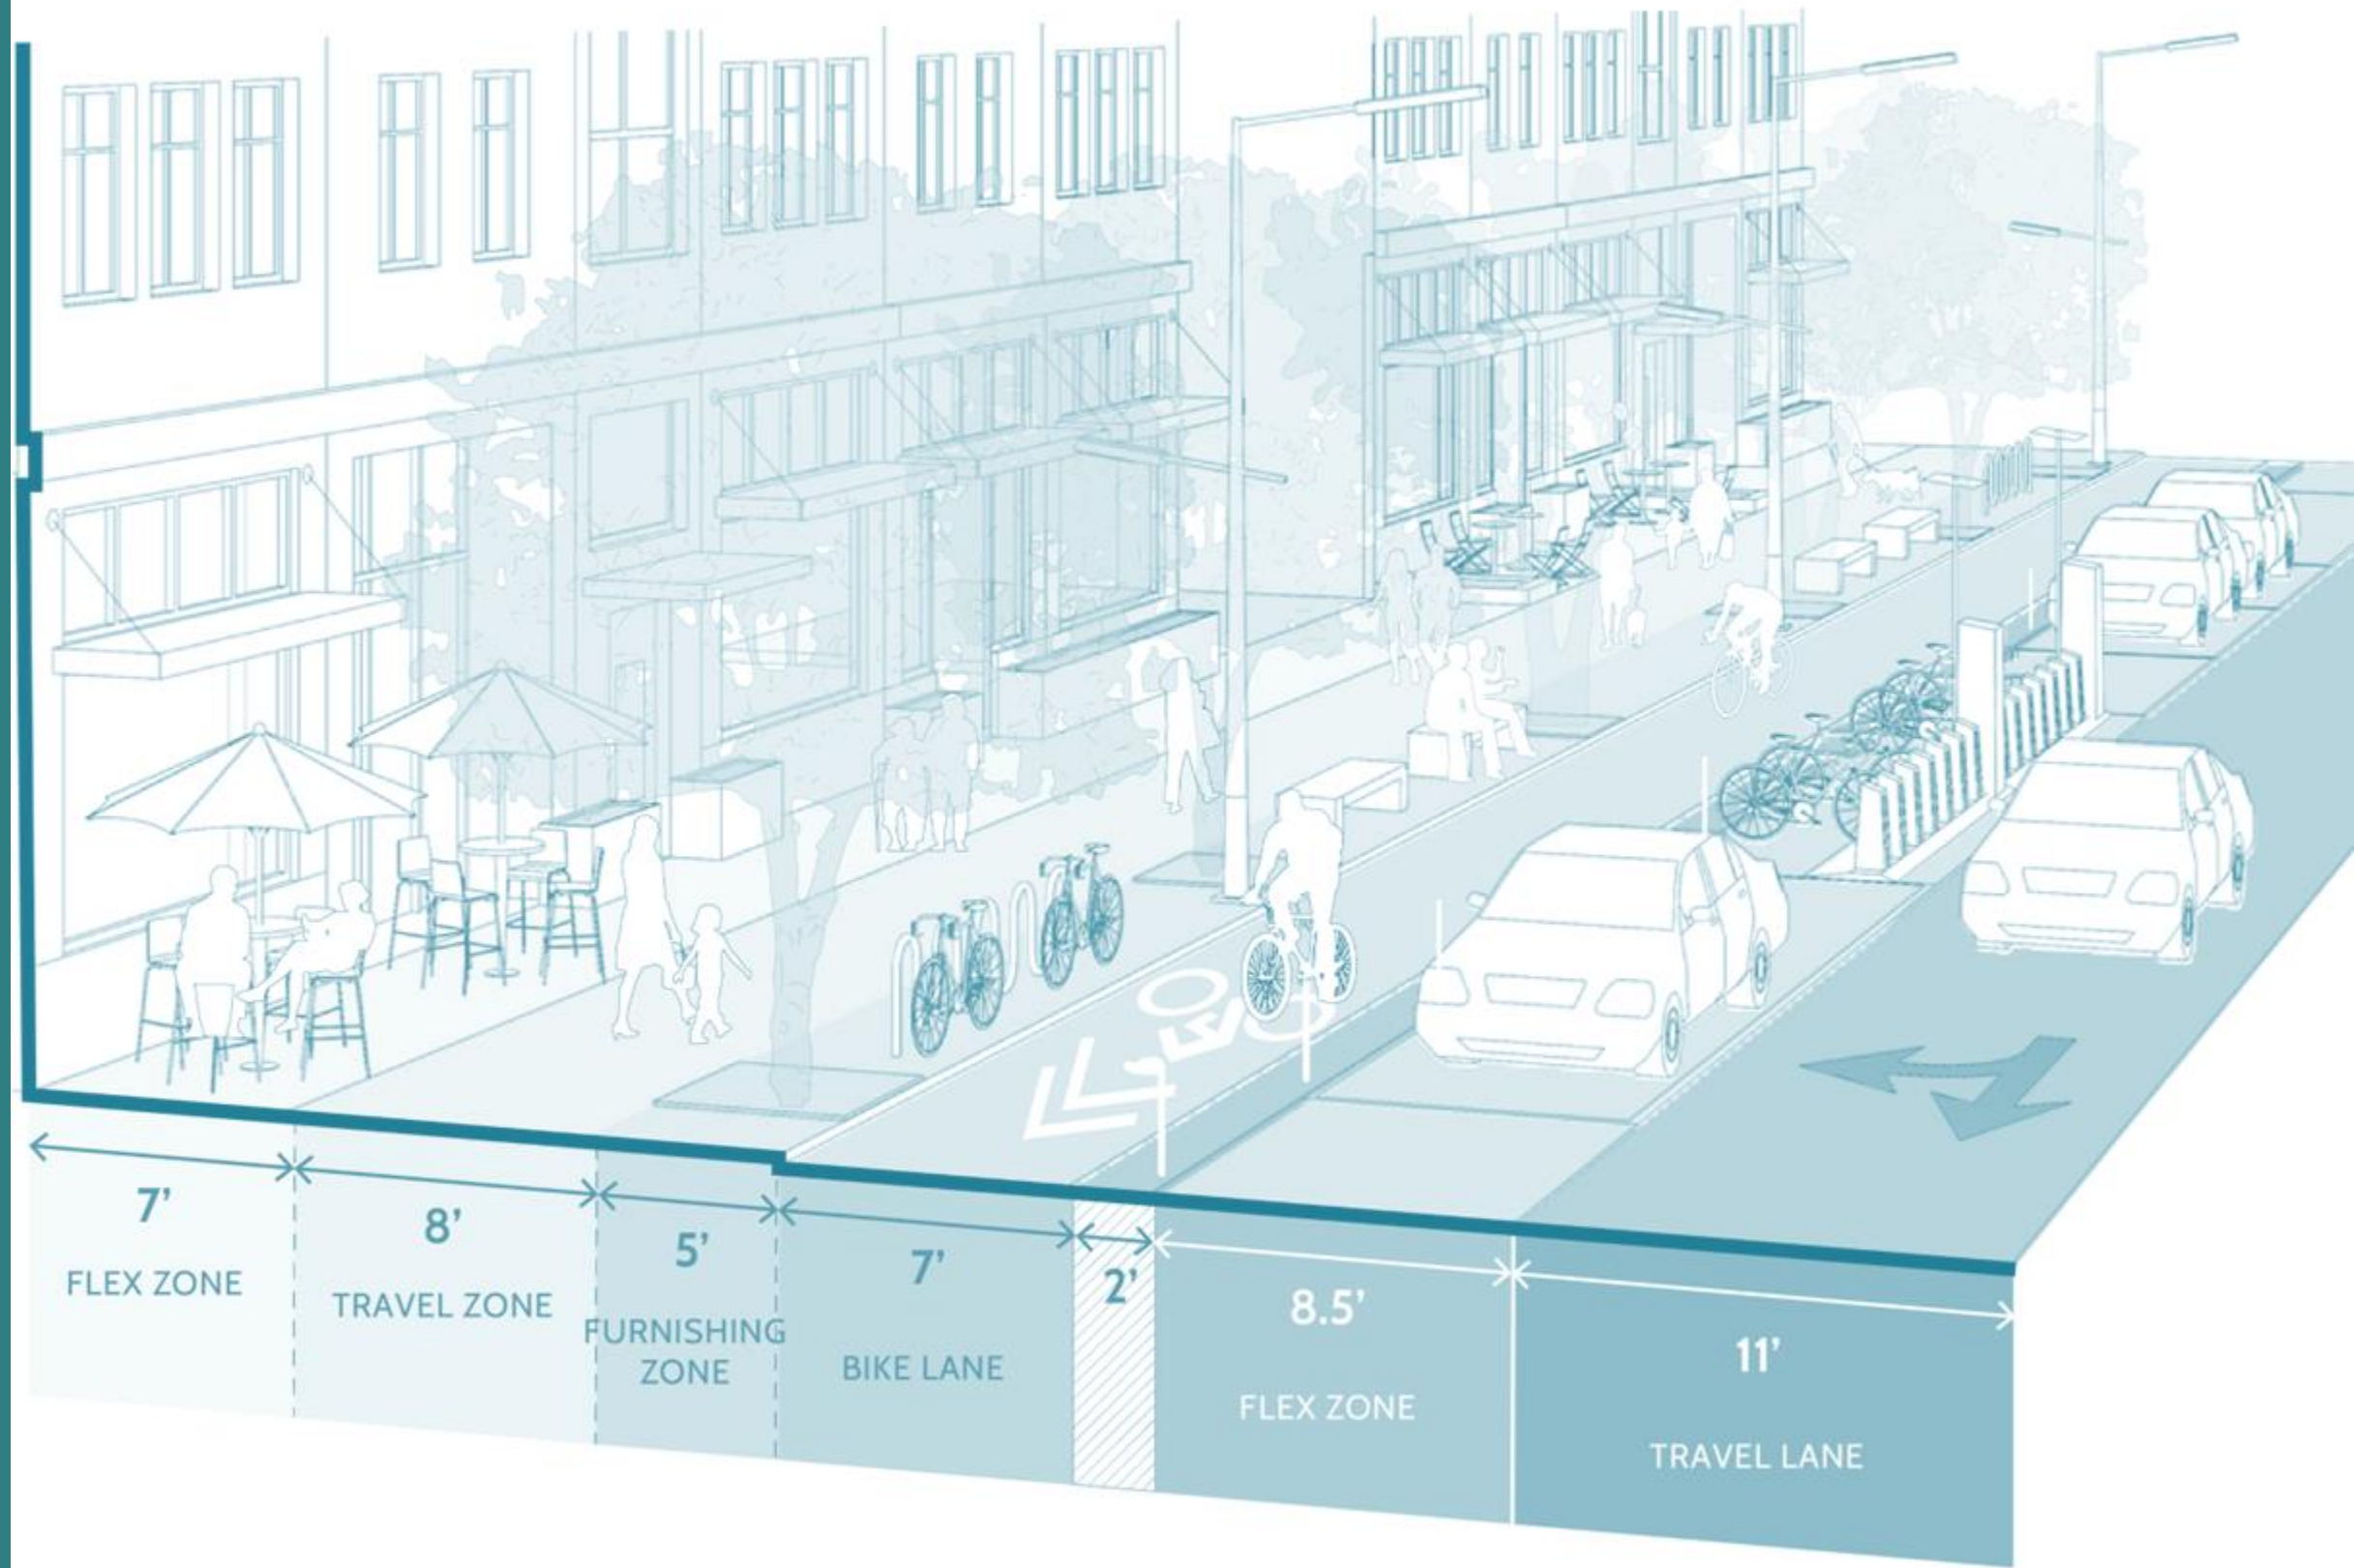 7'
FLEX ZONE
8'
TRAVEL ZONE
5'
FURNISHING
ZONE
7'
BIKE LANE
2'
8.5'
FLEX ZONE
11'
TRAVEL LANE